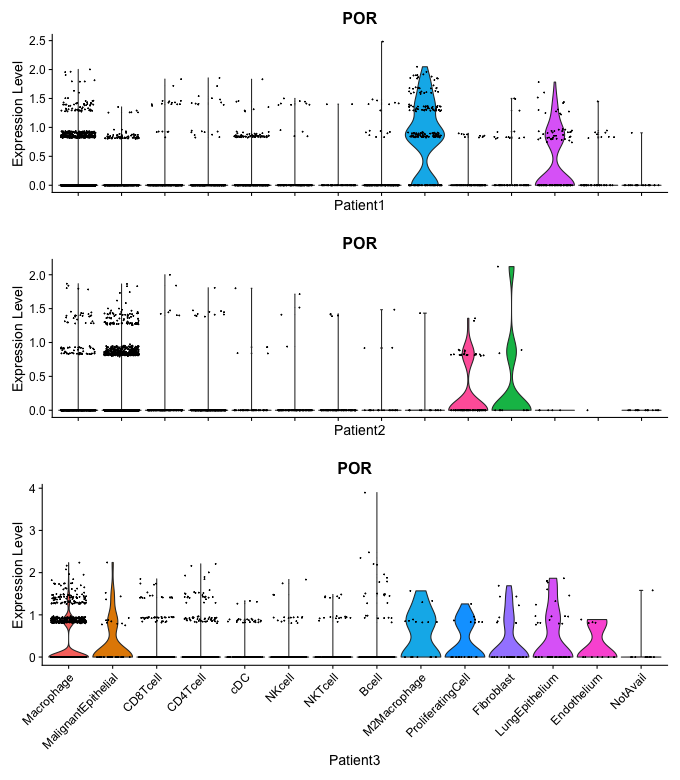 POR
Expression Level
2.5
2.0
1.5
1.0
0.5
0.0
Patient1
POR
Expression Level
2.0
1.5
1.0
0.5
0.0
Patient2
POR
Expression Level
4
3
2
1
0
Macrophage
MalignantEpithelial
CD8Tcell
CD4Tcell
cDC
NKcell
NKTcell
Bcell
M2Macrophage
ProliferatingCell
Fibroblast
LungEpithelium
Endothelium
NotAvail
Patient3